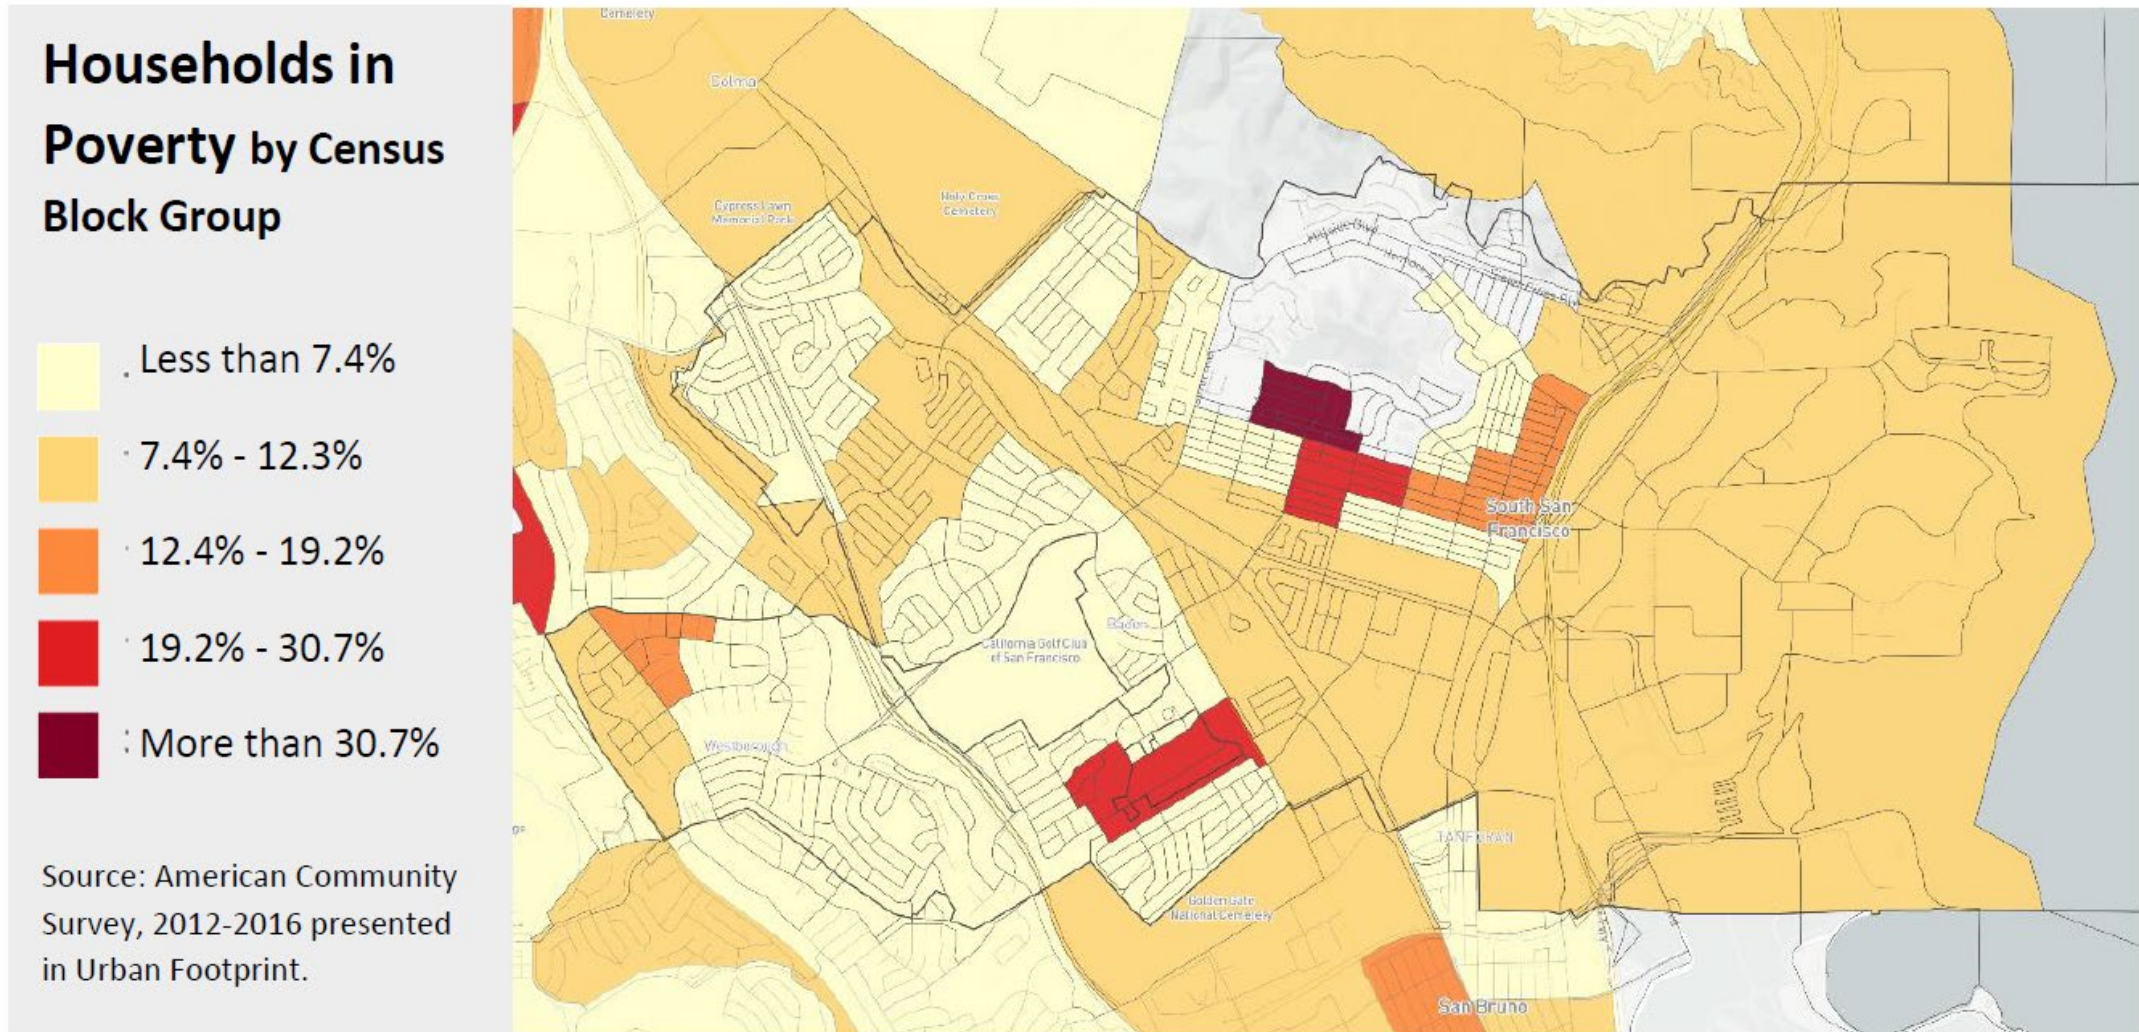 Households in
Poverty by Census
Block Group
Less than 7.4%
7.4% - 12.3%
12.4% - 19.2%
19.2% - 30.7%
More than 30.7%
Source: American Community
Survey, 2012-2016 presented
in Urban Footprint.
Cemetery
Colma
Cypress Lawn
Memorial Park
Holy Cross
Cemetery
Hillside Blvd
South San
Francisco
Baden
California Golf Club
of San Francisco
Westborough
TANFORAN
Golden Gate
National Cemetery
San Bruno